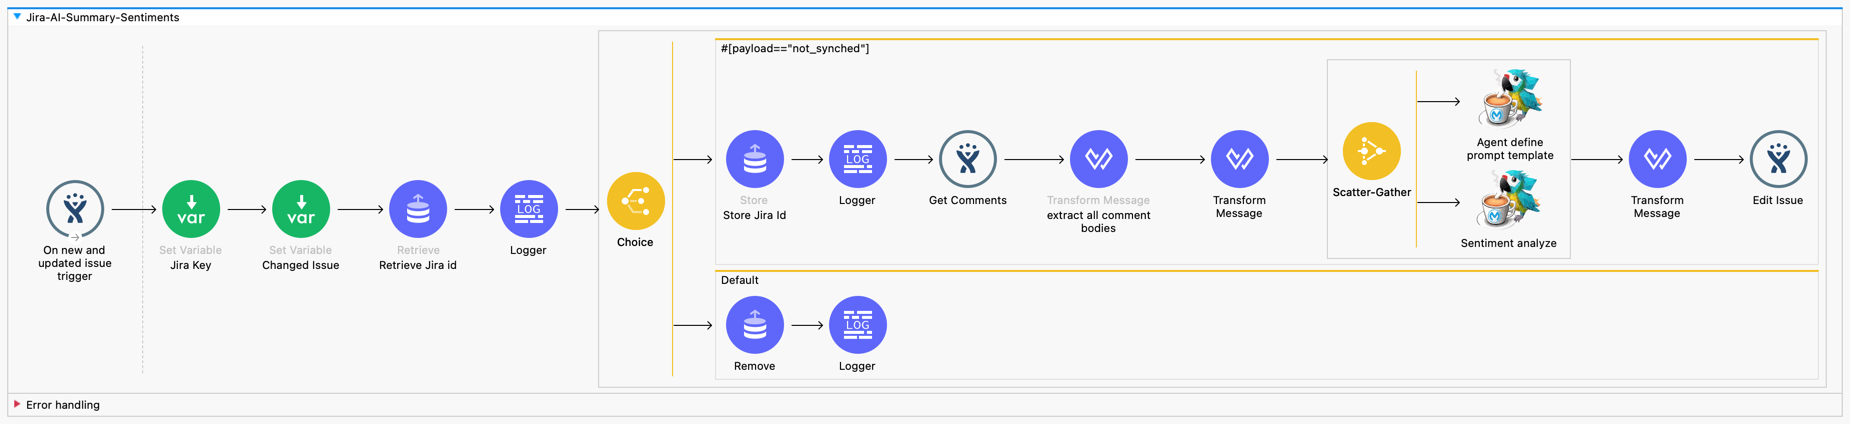 Jira-AI-Summary-Sentiments
On new and
updated issue
trigger
var
Set Variable
Jira Key
var
Set Variable
Changed Issue
Retrieve
Retrieve Jira id
LOG
Logger
Choice
#[payload=="not_synched"]
Store
Store Jira Id
LOG
Logger
Get Comments
Transform Message
extract all comment
bodies
Transform
Message
Scatter-Gather
Agent define
prompt template
Sentiment analyze
Transform
Message
Edit Issue
Default
Remove
LOG
Logger
Error handling